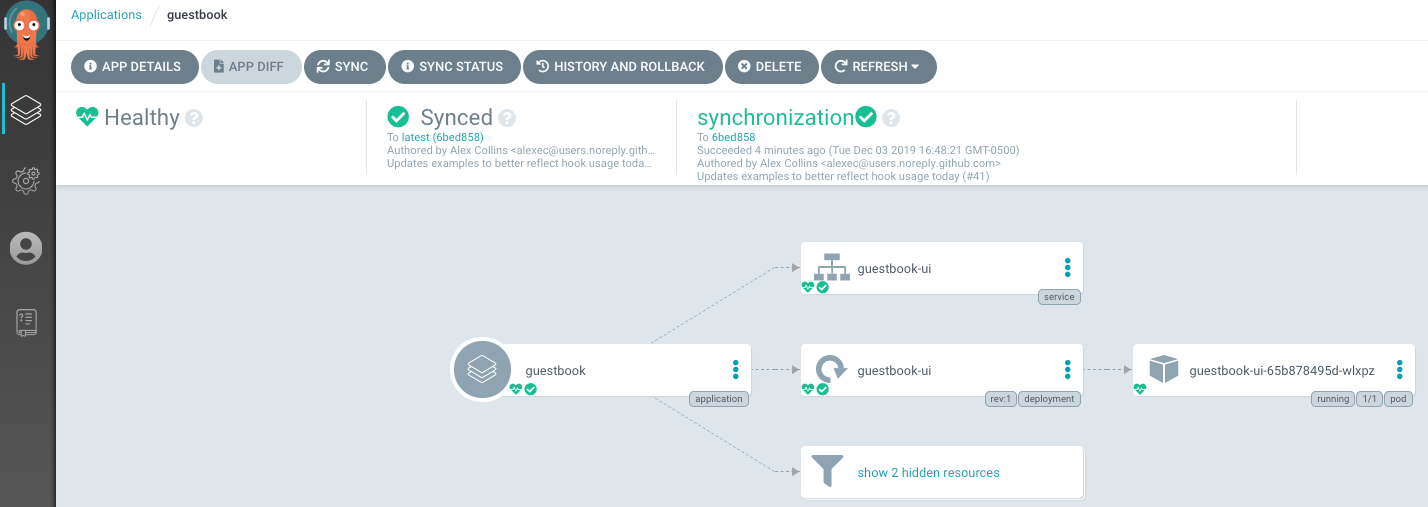 Applications / guestbook
APP DETAILS APP DIFF SYNC SYNC STATUS HISTORY AND ROLLBACK DELETE REFRESH
Healthy ?
Synced ?
To latest (6bed858)
Authored by Alex Collins <alexec@users.noreply.gith...
Updates examples to better reflect hook usage toda...
synchronization ?
To 6bed858
Succeeded 4 minutes ago (Tue Dec 03 2019 16:48:21 GMT-0500)
Authored by Alex Collins <alexec@users.noreply.github.com>
Updates examples to better reflect hook usage today (#41)
guestbook-ui
service
guestbook
application
guestbook-ui
rev:1 deployment
guestbook-ui-65b878495d-wlxpz
running 1/1 pod
show 2 hidden resources